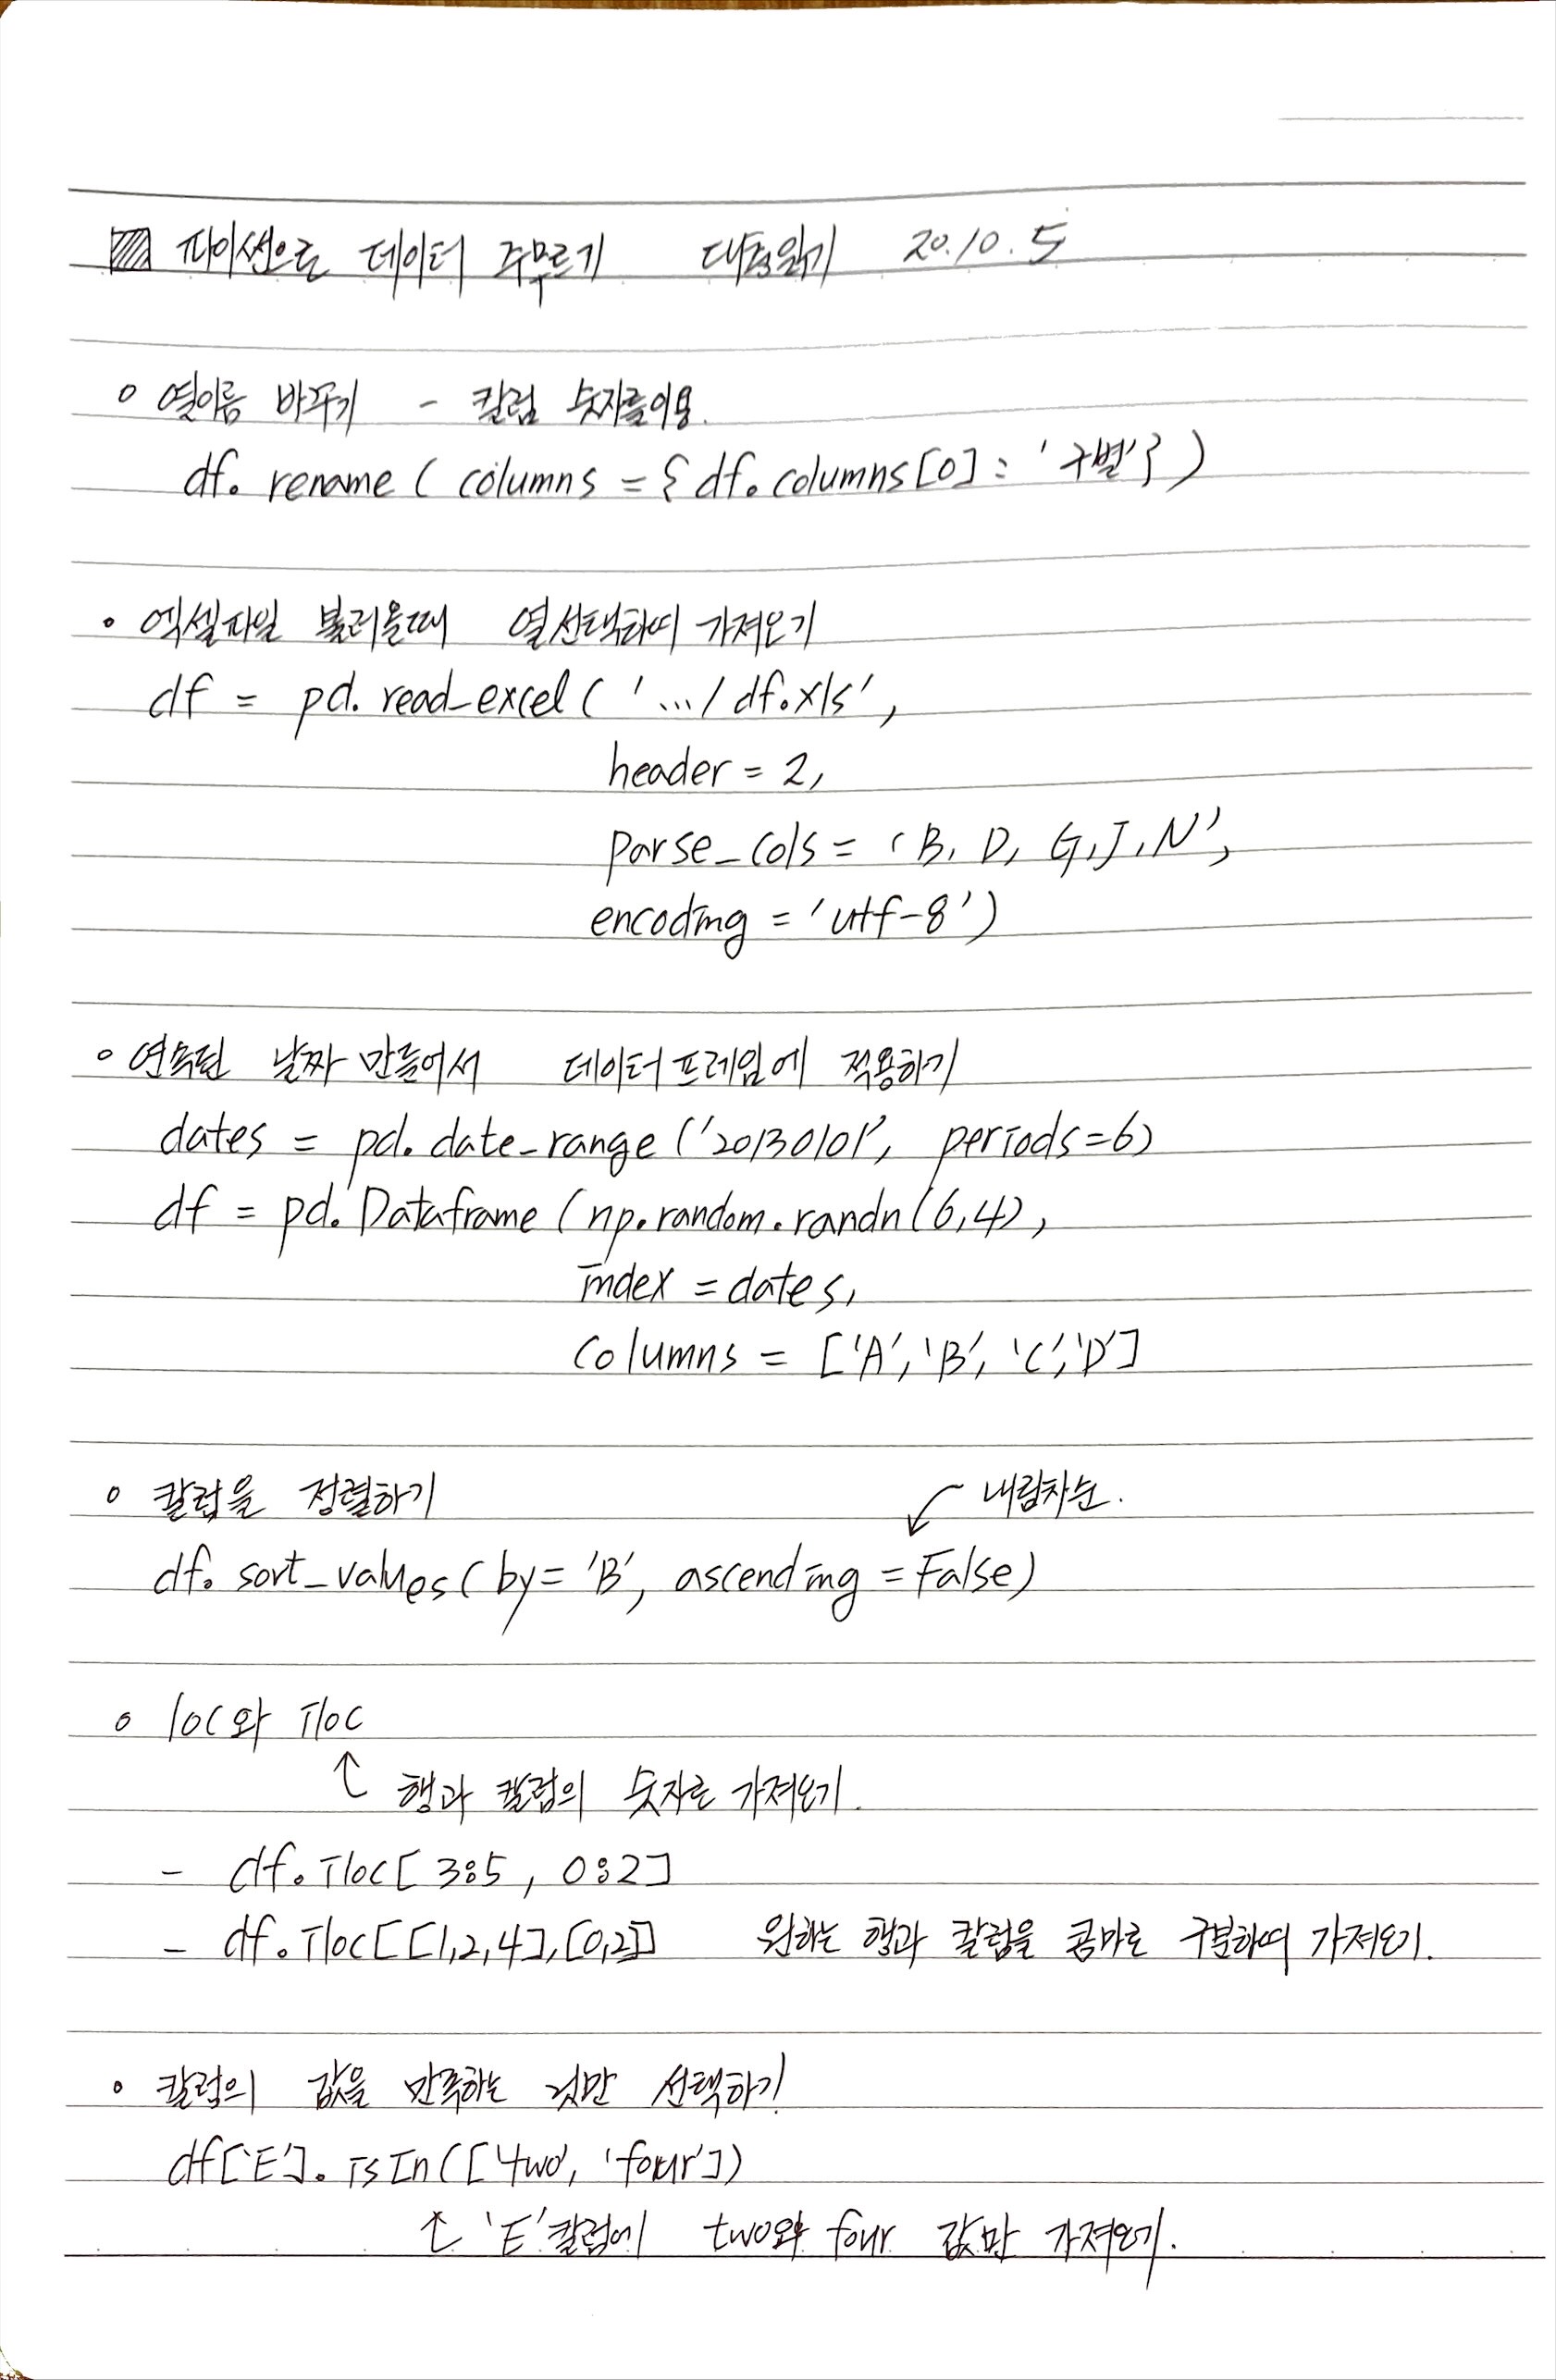 ▨ 파이썬으로 데이터 주무르기 대충읽기 20.10.5
○ 열이름 바꾸기 - 칼럼 숫자를이용.
df. rename ( columns = { df. columns[0] : '구별' } )
• 엑셀파일 불러올때 열선택하여 가져오기
df = pd. read_excel ( '.../df.xls',
header = 2,
parse_cols = 'B, D, G, J, N',
encoding = 'utf-8')
○ 연속된 날짜 만들어서 데이터프레임에 적용하기
dates = pd. date_range ('20130101', periods=6)
df = pd. Dataframe (np.random.randn(6,4),
index = dates,
columns = ['A', 'B', 'C', 'D']
○ 칼럼을 정렬하기 ↙ 내림차순.
df. sort_values (by= 'B', ascending = False)
○ loc와 iloc
↑ 행과 칼럼의 숫자로 가져오기.
- df. iloc[ 3:5 , 0:2]
- df. iloc[[1,2,4],[0,2]] 원하는 행과 칼럼을 콤마로 구분하여 가져오기.
• 칼럼의 값을 만족하는 것만 선택하기
df['E']. isIn(['two', 'four'])
↑ 'E'칼럼에 two와 four 값만 가져오기.